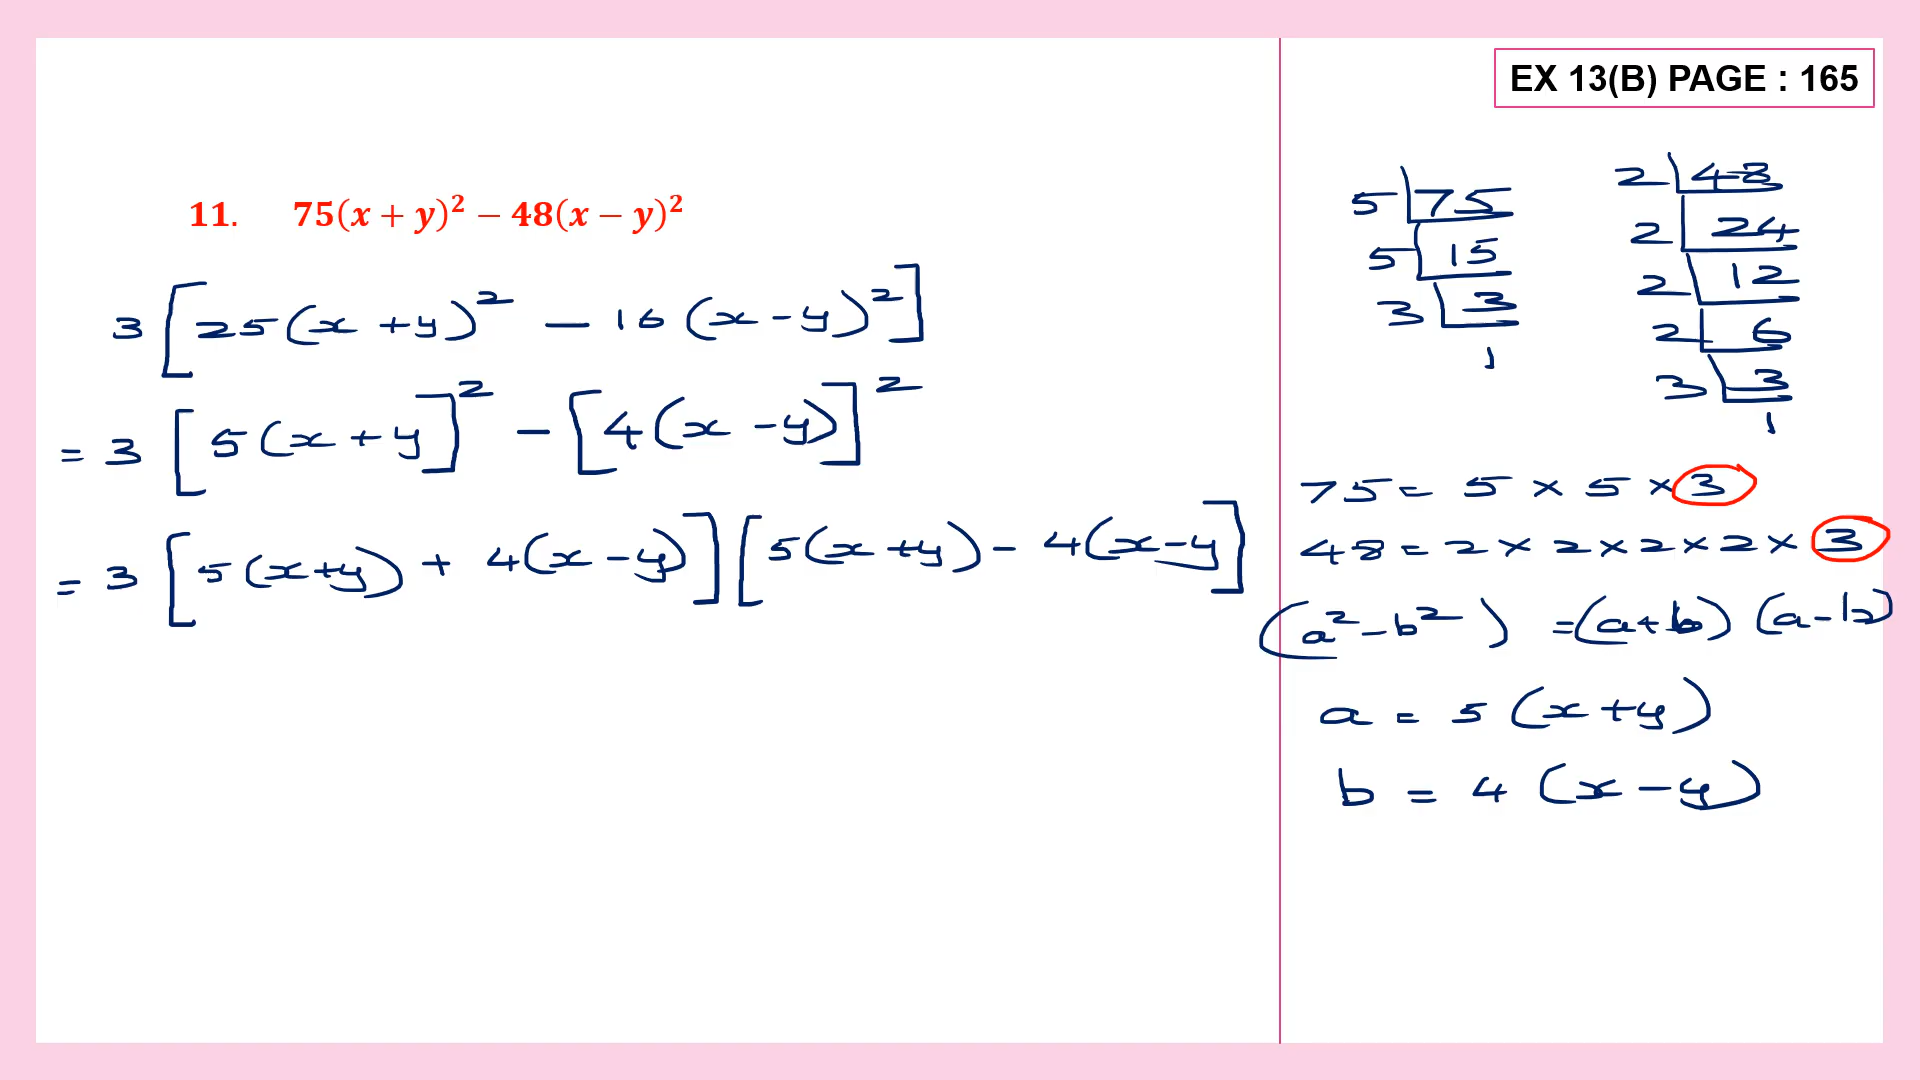 EX 13(B) PAGE : 165
11. 75(x + y)² − 48(x − y)²
3 [25(x + y)² − 16(x − y)²]
= 3 [5(x + y]² − [4(x − y)]²
= 3 [5(x+y) + 4(x − y)] [5(x + y) − 4(x − y]
5 | 75
5 | 15
3 | 3
1
2 | 48
2 | 24
2 | 12
2 | 6
3 | 3
1
75 = 5 × 5 × 3
48 = 2 × 2 × 2 × 2 × 3
(a² − b²) = (a + b) (a − b)
a = 5 (x + y)
b = 4 (x − y)